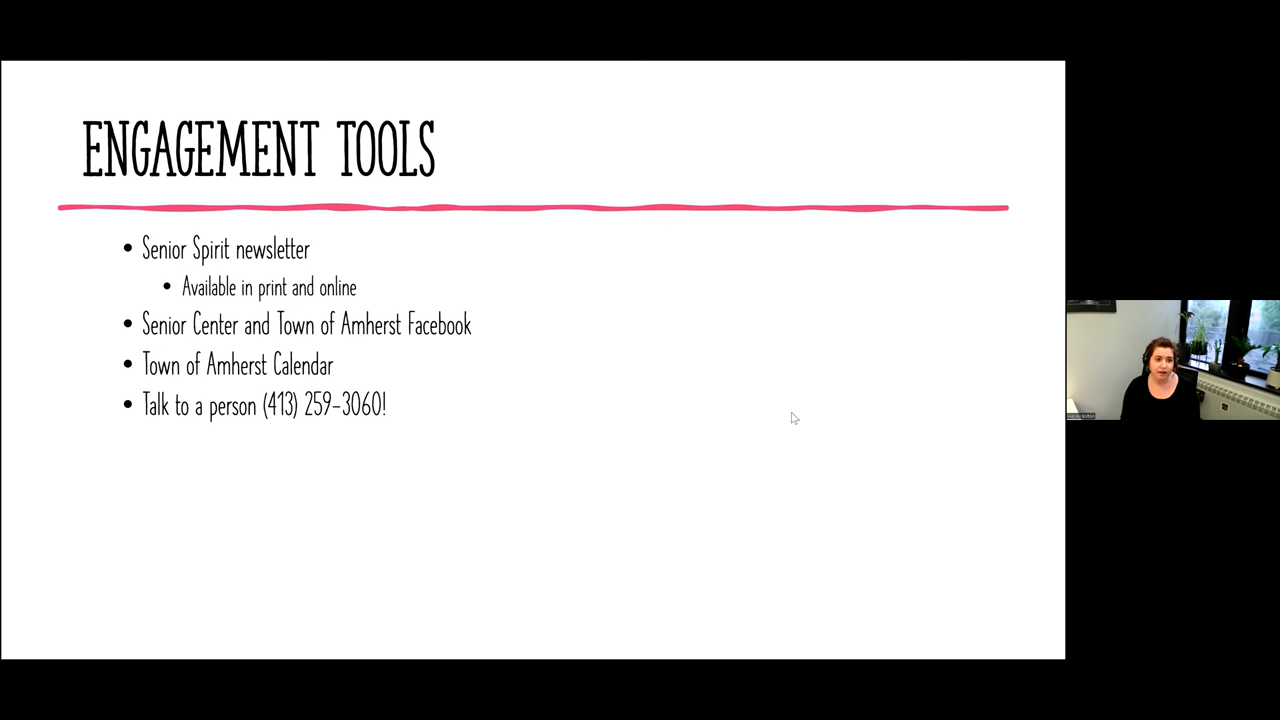 ENGAGEMENT TOOLS
• Senior Spirit newsletter
• Available in print and online
• Senior Center and Town of Amherst Facebook
• Town of Amherst Calendar
• Talk to a person (413) 259-3060!